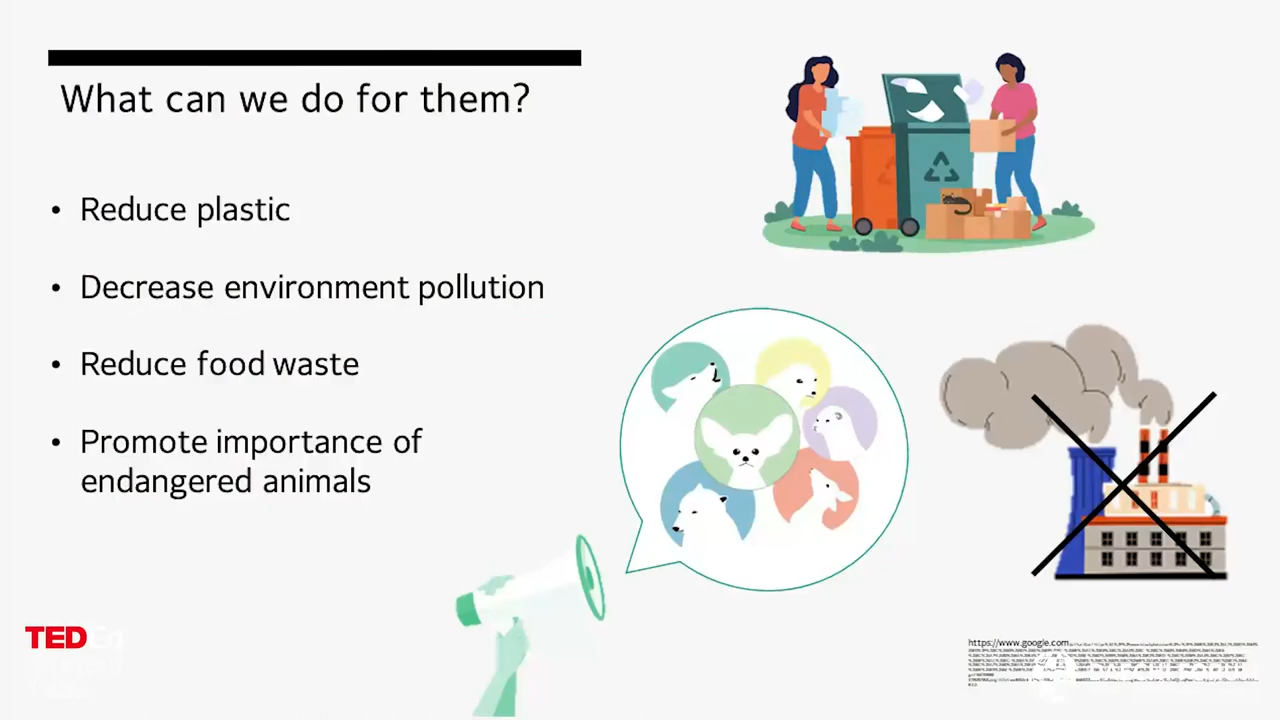 What can we do for them?
• Reduce plastic
• Decrease environment pollution
• Reduce food waste
• Promote importance of
endangered animals
TED
https://www.google.com